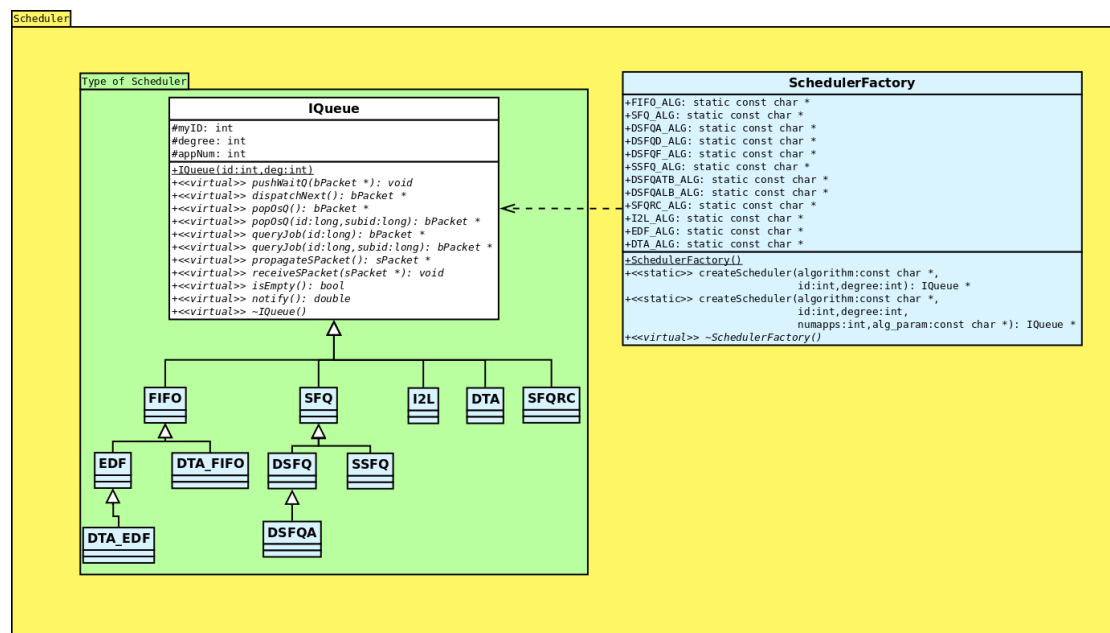 Scheduler
Type of Scheduler
IQueue
#myID: int
#degree: int
#appNum: int
+IQueue(id:int,deg:int)
+<<virtual>> pushWaitQ(bPacket *): void
+<<virtual>> dispatchNext(): bPacket *
+<<virtual>> popOsQ(): bPacket *
+<<virtual>> popOsQ(id:long,subid:long): bPacket *
+<<virtual>> queryJob(id:long): bPacket *
+<<virtual>> queryJob(id:long,subid:long): bPacket *
+<<virtual>> propagateSPacket(): sPacket *
+<<virtual>> receiveSPacket(sPacket *): void
+<<virtual>> isEmpty(): bool
+<<virtual>> notify(): double
+<<virtual>> ~IQueue()
SchedulerFactory
+FIFO_ALG: static const char *
+SFQ_ALG: static const char *
+DSFQA_ALG: static const char *
+DSFQD_ALG: static const char *
+DSFQF_ALG: static const char *
+SSFQ_ALG: static const char *
+DSFQATB_ALG: static const char *
+DSFQALB_ALG: static const char *
+SFQRC_ALG: static const char *
+I2L_ALG: static const char *
+EDF_ALG: static const char *
+DTA_ALG: static const char *
+SchedulerFactory()
+<<static>> createScheduler(algorithm:const char *,
id:int,degree:int): IQueue *
+<<static>> createScheduler(algorithm:const char *,
id:int,degree:int,
numapps:int,alg_param:const char *): IQueue *
+<<virtual>> ~SchedulerFactory()
FIFO
SFQ
I2L
DTA
SFQRC
EDF
DTA_FIFO
DSFQ
SSFQ
DTA_EDF
DSFQA